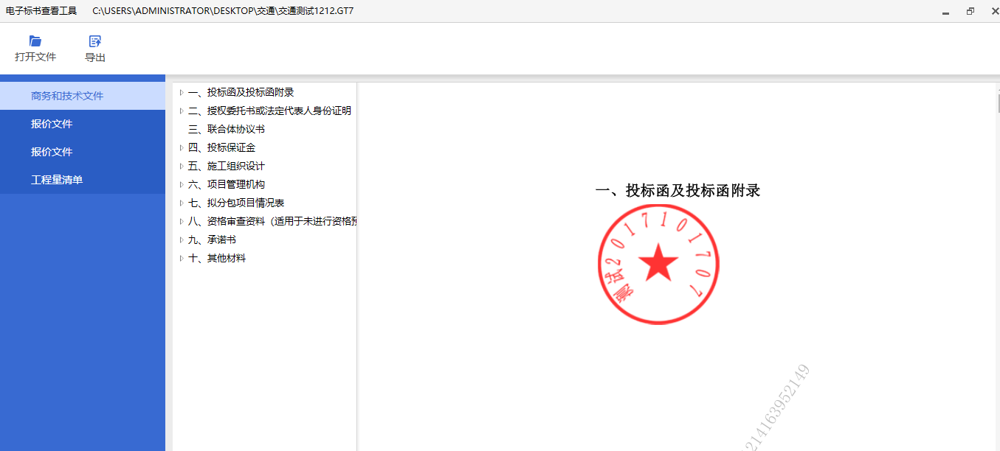 电子标书查看工具 C:\USERS\ADMINISTRATOR\DESKTOP\交通\交通测试1212.GT7
打开文件 导出
商务和技术文件
报价文件
报价文件
工程量清单
一、投标函及投标函附录
二、授权委托书或法定代表人身份证明
三、联合体协议书
四、投标保证金
五、施工组织设计
六、项目管理机构
七、拟分包项目情况表
八、资格审查资料（适用于未进行资格预
九、承诺书
十、其他材料
一、投标函及投标函附录
测试2017101707
214163952149